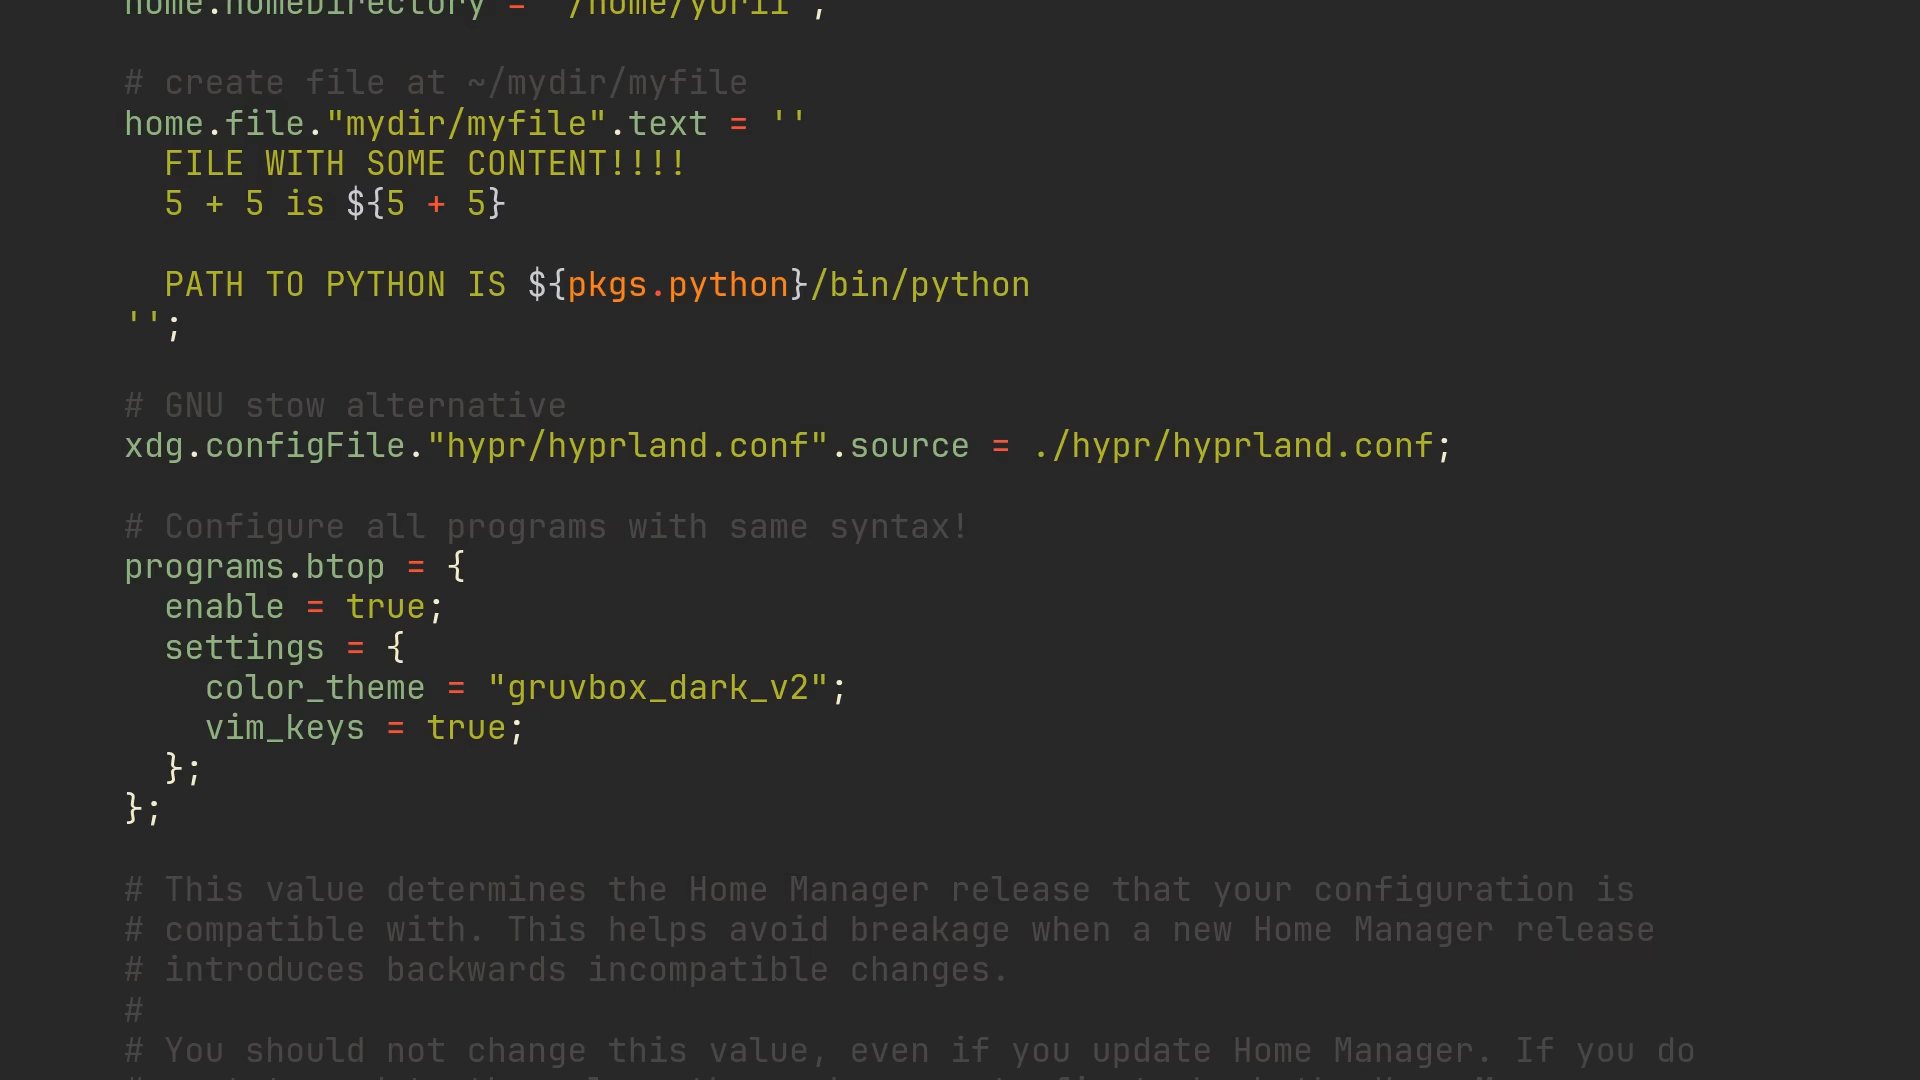 home.homeDirectory = "/home/yurii";
# create file at ~/mydir/myfile
home.file."mydir/myfile".text = ''
  FILE WITH SOME CONTENT!!!!
  5 + 5 is ${5 + 5}
  PATH TO PYTHON IS ${pkgs.python}/bin/python
'';
# GNU stow alternative
xdg.configFile."hypr/hyprland.conf".source = ./hypr/hyprland.conf;
# Configure all programs with same syntax!
programs.btop = {
  enable = true;
  settings = {
    color_theme = "gruvbox_dark_v2";
    vim_keys = true;
  };
};
# This value determines the Home Manager release that your configuration is
# compatible with. This helps avoid breakage when a new Home Manager release
# introduces backwards incompatible changes.
#
# You should not change this value, even if you update Home Manager. If you do